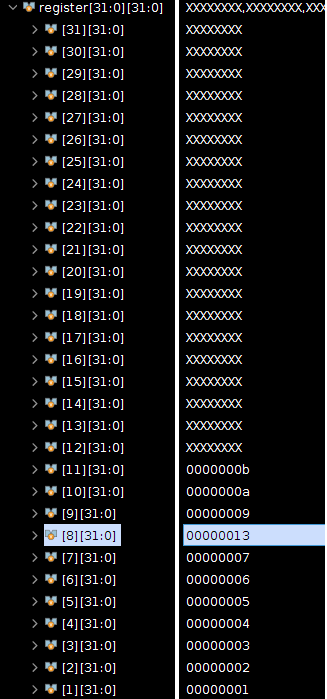 register[31:0][31:0] XXXXXXXX,XXXXXXXX,XXX
[31][31:0] XXXXXXXX
[30][31:0] XXXXXXXX
[29][31:0] XXXXXXXX
[28][31:0] XXXXXXXX
[27][31:0] XXXXXXXX
[26][31:0] XXXXXXXX
[25][31:0] XXXXXXXX
[24][31:0] XXXXXXXX
[23][31:0] XXXXXXXX
[22][31:0] XXXXXXXX
[21][31:0] XXXXXXXX
[20][31:0] XXXXXXXX
[19][31:0] XXXXXXXX
[18][31:0] XXXXXXXX
[17][31:0] XXXXXXXX
[16][31:0] XXXXXXXX
[15][31:0] XXXXXXXX
[14][31:0] XXXXXXXX
[13][31:0] XXXXXXXX
[12][31:0] XXXXXXXX
[11][31:0] 0000000b
[10][31:0] 0000000a
[9][31:0] 00000009
[8][31:0] 00000013
[7][31:0] 00000007
[6][31:0] 00000006
[5][31:0] 00000005
[4][31:0] 00000004
[3][31:0] 00000003
[2][31:0] 00000002
[1][31:0] 00000001